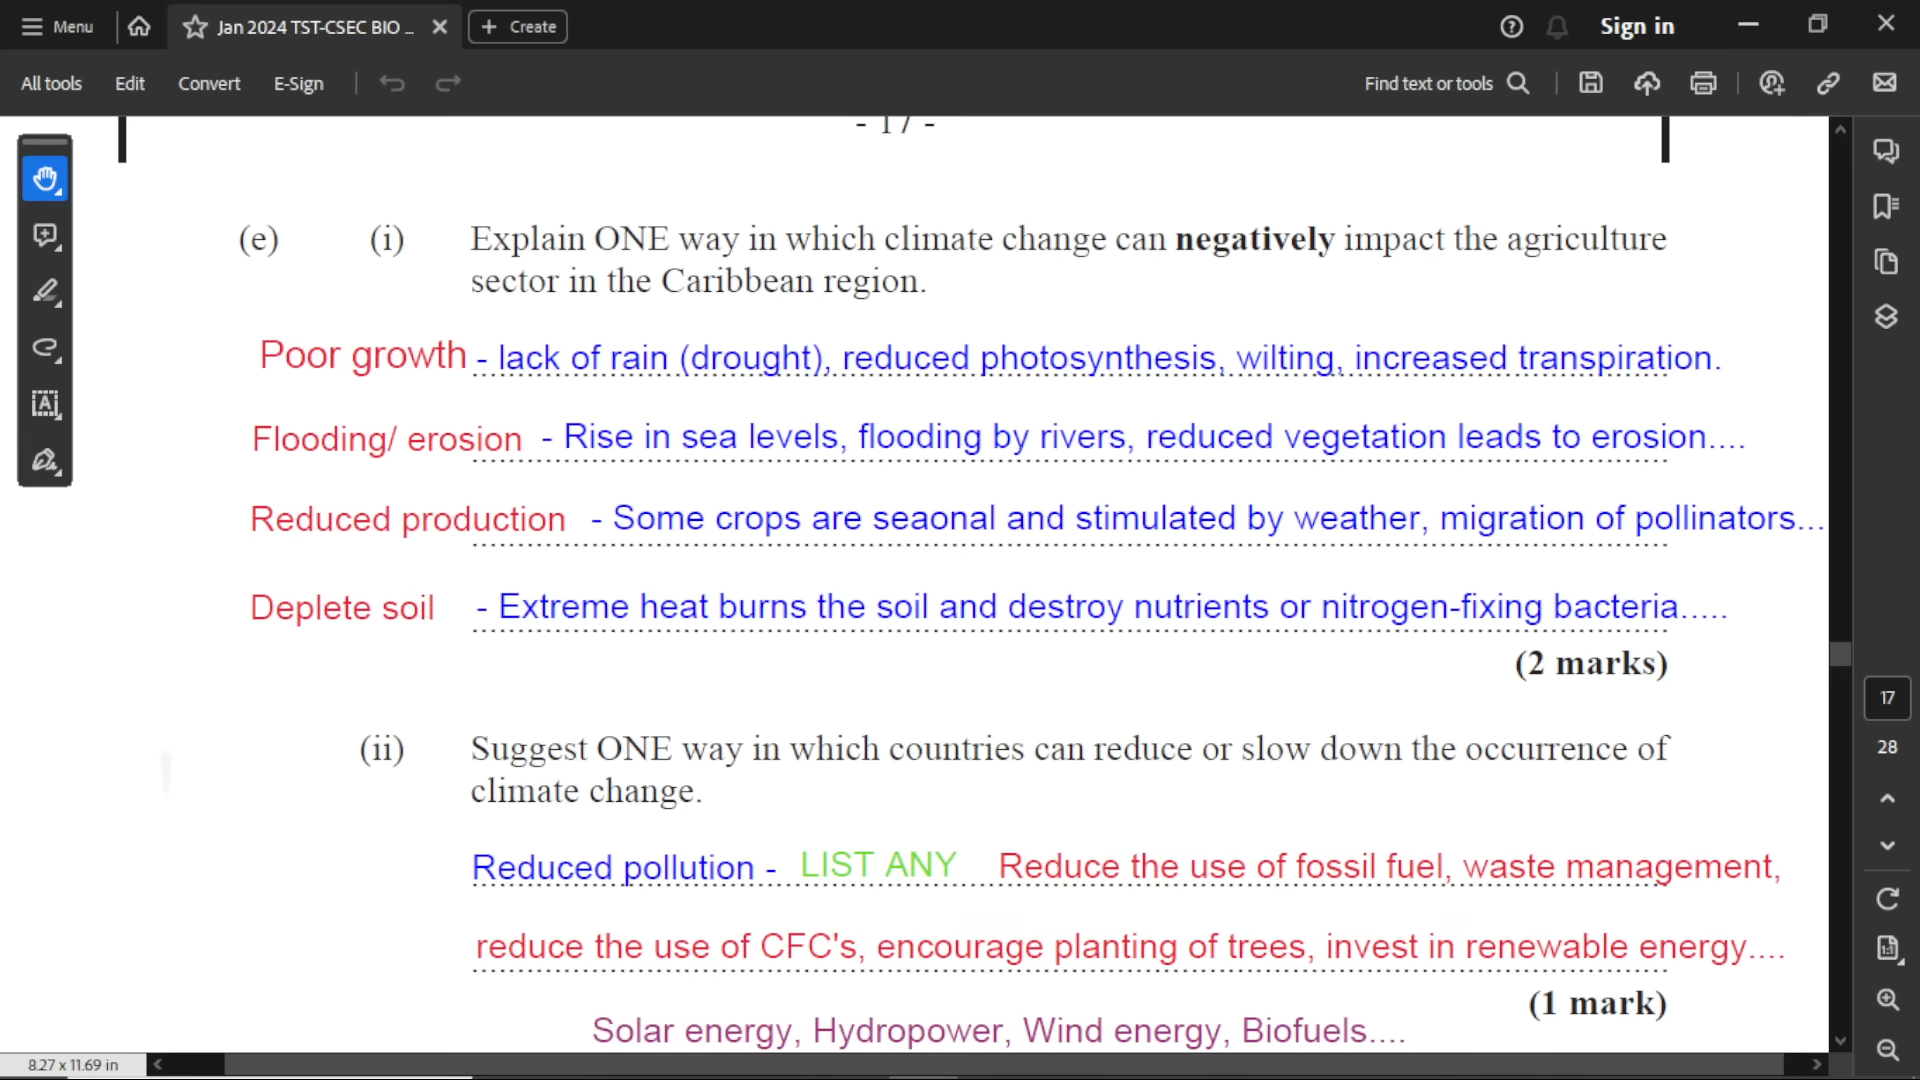 Menu Jan 2024 TST-CSEC BIO _ Create Sign in
All tools Edit Convert E-Sign Find text or tools
- 17 -
(e) (i) Explain ONE way in which climate change can negatively impact the agriculture
sector in the Caribbean region.
Poor growth - lack of rain (drought), reduced photosynthesis, wilting, increased transpiration.
Flooding/ erosion - Rise in sea levels, flooding by rivers, reduced vegetation leads to erosion....
Reduced production - Some crops are seaonal and stimulated by weather, migration of pollinators...
Deplete soil - Extreme heat burns the soil and destroy nutrients or nitrogen-fixing bacteria.....
(2 marks)
17
(ii) Suggest ONE way in which countries can reduce or slow down the occurrence of
28
climate change.
Reduced pollution - LIST ANY Reduce the use of fossil fuel, waste management,
reduce the use of CFC's, encourage planting of trees, invest in renewable energy....
(1 mark)
Solar energy, Hydropower, Wind energy, Biofuels....
8.27 x 11.69 in